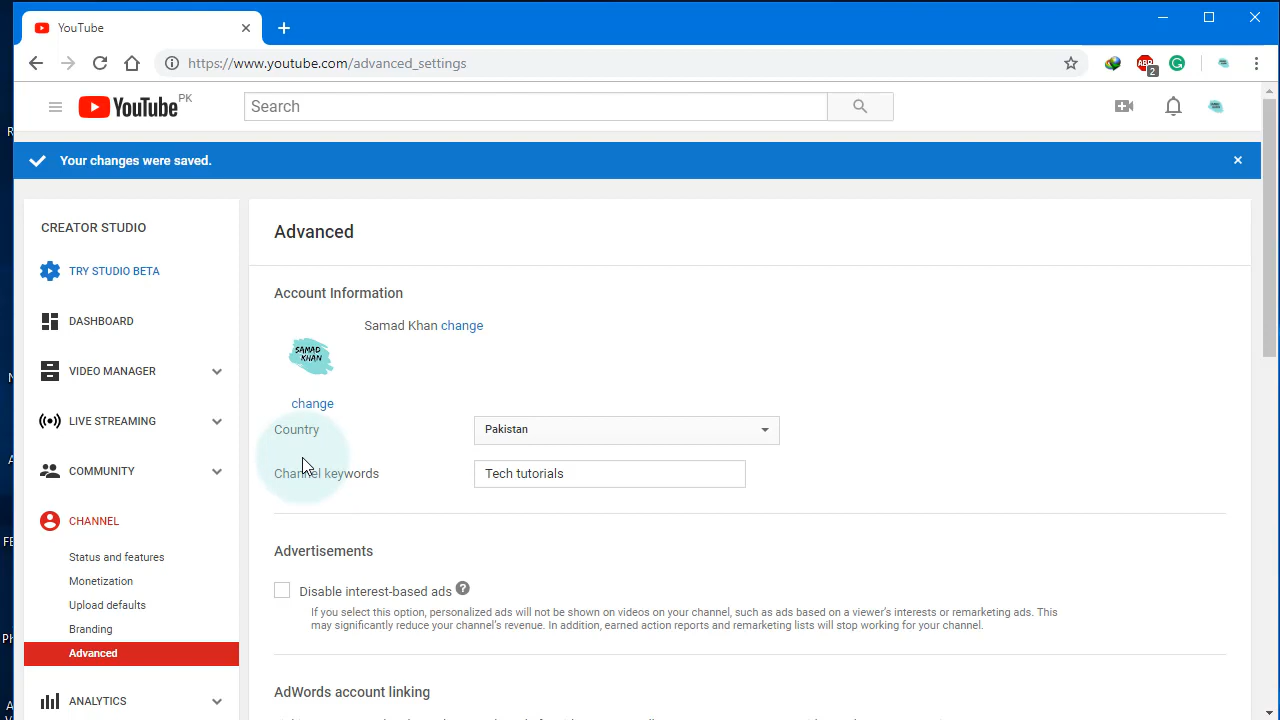 YouTube
https://www.youtube.com/advanced_settings
ABP
2
YouTube PK
Search
Your changes were saved.
CREATOR STUDIO
TRY STUDIO BETA
DASHBOARD
VIDEO MANAGER
LIVE STREAMING
COMMUNITY
CHANNEL
Status and features
Monetization
Upload defaults
Branding
Advanced
ANALYTICS
Advanced
Account Information
Samad Khan change
SAMAD
KHAN
change
Country
Pakistan
Channel keywords
Tech tutorials
Advertisements
Disable interest-based ads ?
If you select this option, personalized ads will not be shown on videos on your channel, such as ads based on a viewer's interests or remarketing ads. This
may significantly reduce your channel's revenue. In addition, earned action reports and remarketing lists will stop working for your channel.
AdWords account linking